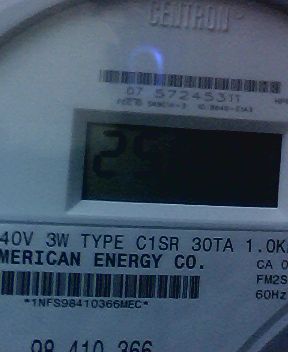 CENTRON
07 57245311
29
40V 3W TYPE C1SR 30TA 1.0K
MERICAN ENERGY CO.
CA 0
FM2S
60Hz
*1NFS98410366MEC*
98 410 366